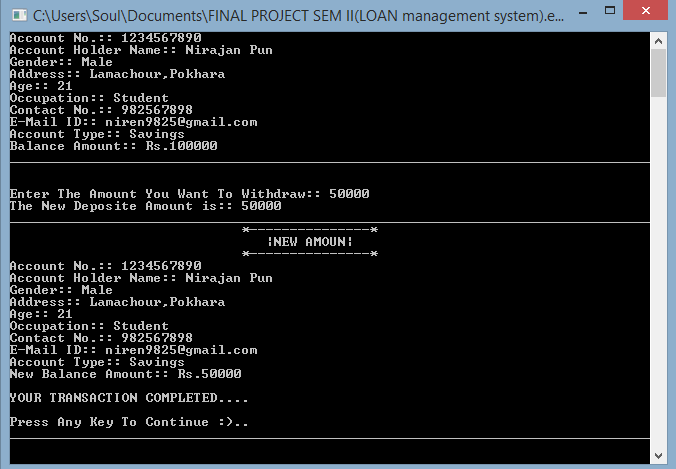 C:\Users\Soul\Documents\FINAL PROJECT SEM II(LOAN management system).e...
Account No.:: 1234567890
Account Holder Name:: Nirajan Pun
Gender:: Male
Address:: Lamachour,Pokhara
Age:: 21
Occupation:: Student
Contact No.:: 982567898
E-Mail ID:: niren9825@gmail.com
Account Type:: Savings
Balance Amount:: Rs.100000
Enter The Amount You Want To Withdraw:: 50000
The New Deposite Amount is:: 50000
*---------------*
¦NEW AMOUN¦
*---------------*
Account No.:: 1234567890
Account Holder Name:: Nirajan Pun
Gender:: Male
Address:: Lamachour,Pokhara
Age:: 21
Occupation:: Student
Contact No.:: 982567898
E-Mail ID:: niren9825@gmail.com
Account Type:: Savings
New Balance Amount:: Rs.50000
YOUR TRANSACTION COMPLETED....
Press Any Key To Continue :)..